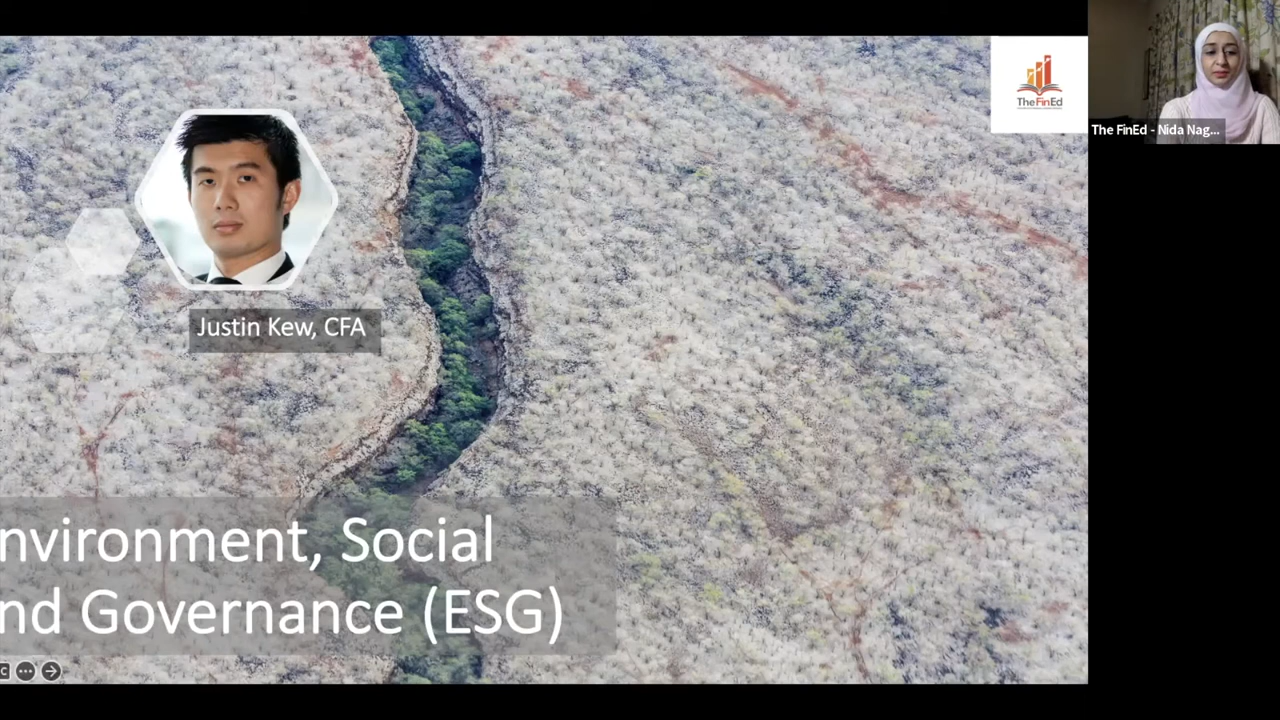 TheFinEd
The FinEd - Nida Nag...
Justin Kew, CFA
nvironment, Social
nd Governance (ESG)